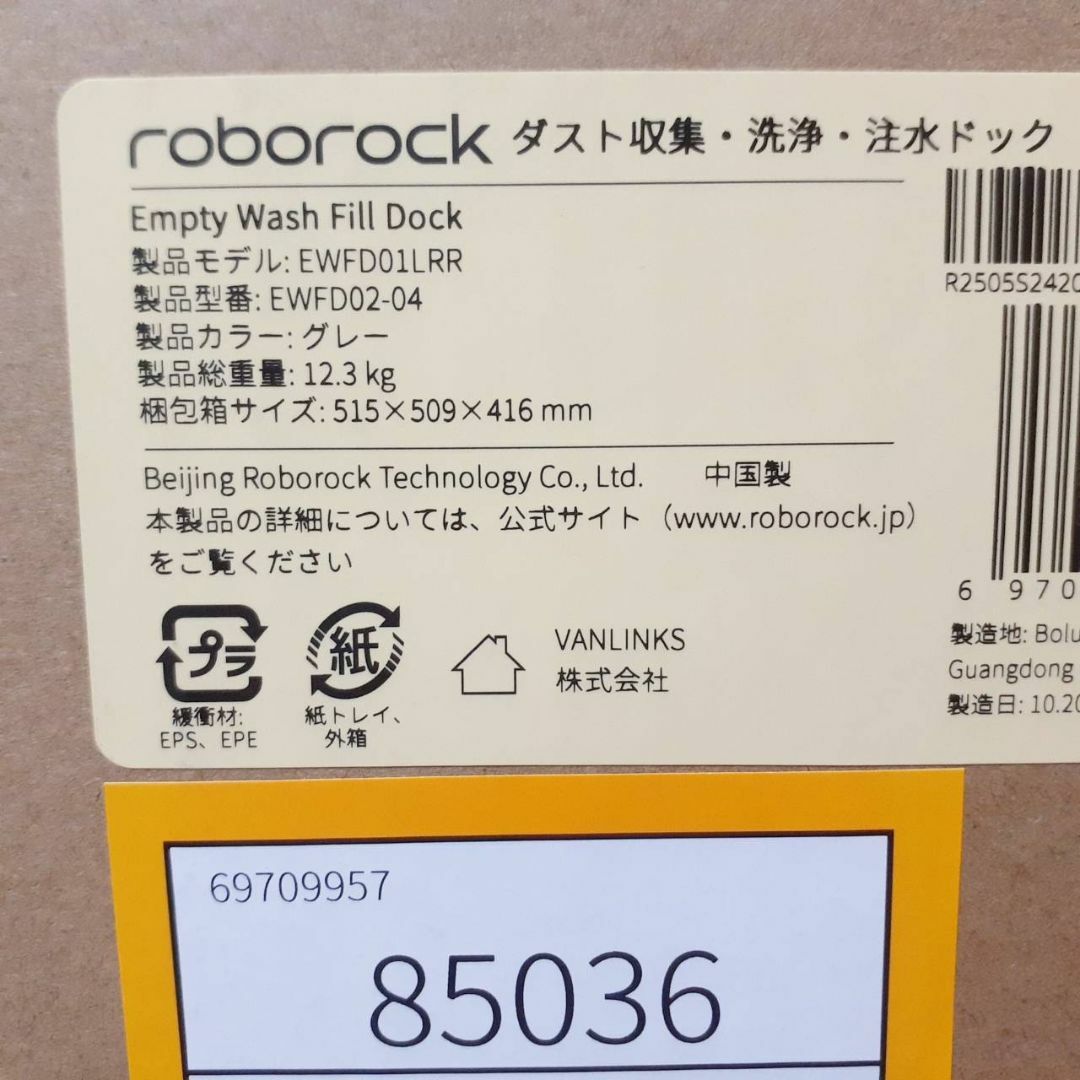 roborock ダスト収集・洗浄・注水ドック
Empty Wash Fill Dock
製品モデル: EWFD01LRR
製品型番: EWFD02-04
製品カラー: グレー
製品総重量: 12.3 kg
梱包箱サイズ: 515×509×416 mm
R2505S2420
6 970
Beijing Roborock Technology Co., Ltd. 中国製
本製品の詳細については、公式サイト（www.roborock.jp）
をご覧ください
プラ
緩衝材:
EPS、EPE
紙
紙トレイ、
外箱
VANLINKS
株式会社
製造地: Bolu
Guangdong
製造日: 10.20
69709957
85036